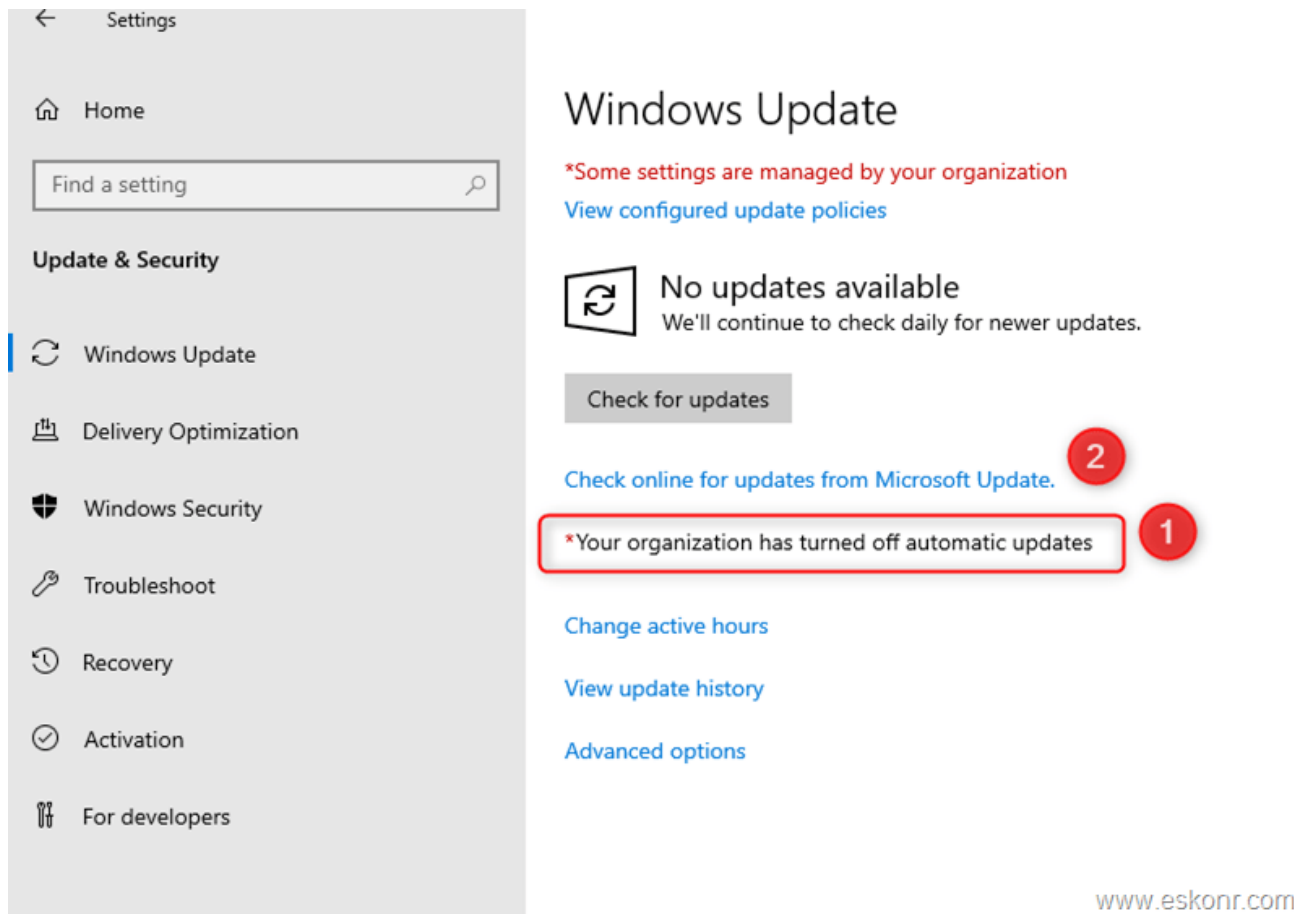 Settings
Home
Find a setting
Update & Security
Windows Update
Delivery Optimization
Windows Security
Troubleshoot
Recovery
Activation
For developers
Windows Update
*Some settings are managed by your organization
View configured update policies
No updates available
We'll continue to check daily for newer updates.
Check for updates
Check online for updates from Microsoft Update.
2
*Your organization has turned off automatic updates
1
Change active hours
View update history
Advanced options
www.eskonr.com